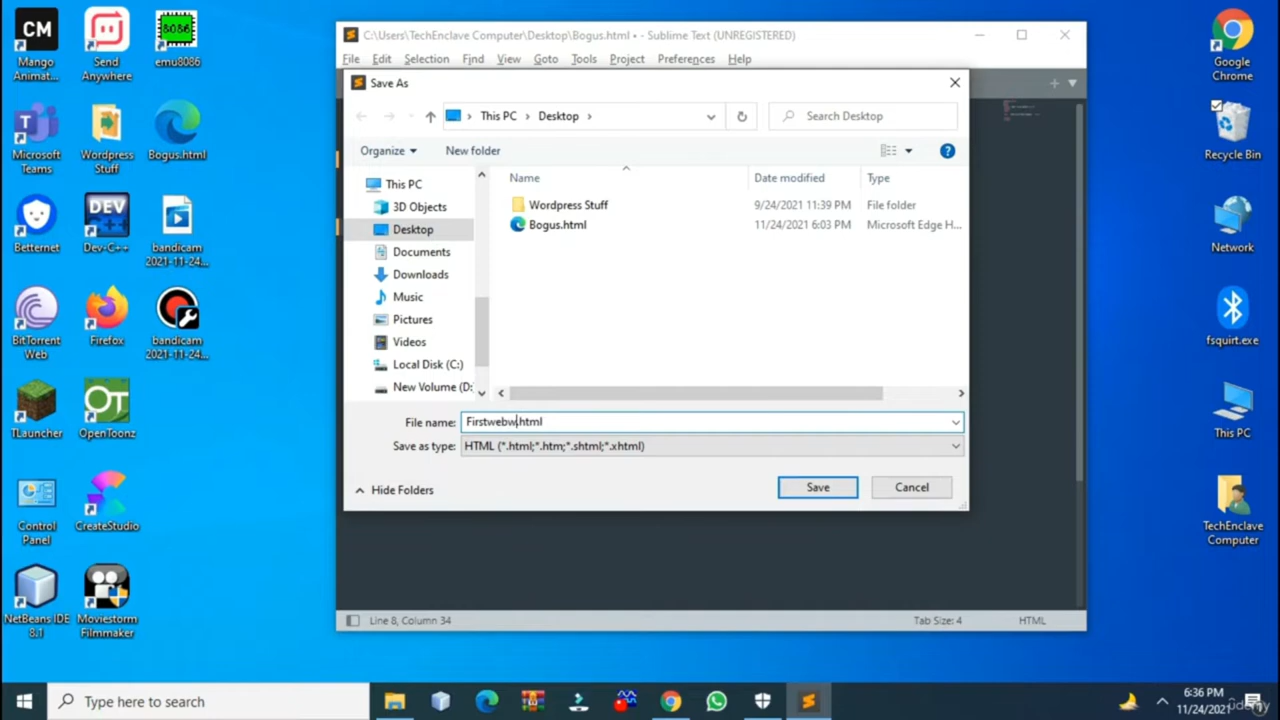 CM
Mango
Animat...
Send
Anywhere
8086
emu8086
Microsoft
Teams
Wordpress
Stuff
Bogus.html
Betternet
DEV
Dev-C++
bandicam
2021-11-24...
BitTorrent
Web
Firefox
bandicam
2021-11-24...
TLauncher
OT
OpenToonz
Control
Panel
CreateStudio
NetBeans IDE
8.1
Moviestorm
Filmmaker
C:\Users\TechEnclave Computer\Desktop\Bogus.html • - Sublime Text (UNREGISTERED)
File Edit Selection Find View Goto Tools Project Preferences Help
Save As
This PC > Desktop >
Search Desktop
Organize
New folder
This PC
3D Objects
Desktop
Documents
Downloads
Music
Pictures
Videos
Local Disk (C:)
New Volume (D:
Name Date modified Type
Wordpress Stuff 9/24/2021 11:39 PM File folder
Bogus.html 11/24/2021 6:03 PM Microsoft Edge H...
File name: Firstwebw.html
Save as type: HTML (*.html;*.htm;*.shtml;*.xhtml)
Hide Folders
Save
Cancel
Line 8, Column 34
Tab Size: 4
HTML
Google
Chrome
Recycle Bin
Network
fsquirt.exe
This PC
TechEnclave
Computer
Type here to search
6:36 PM
11/24/2021
udemy